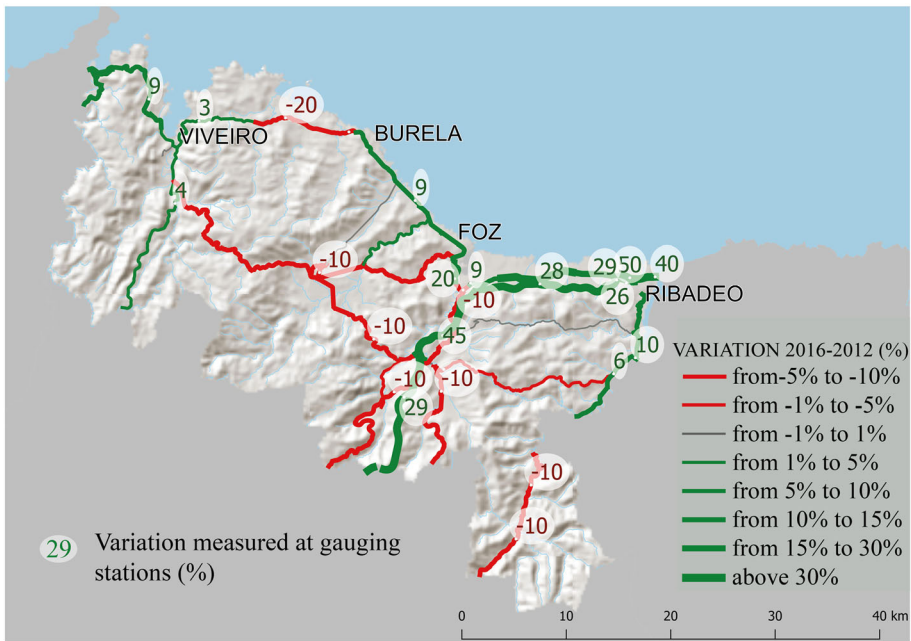 9
3
-20
VIVEIRO
BURELA
4
9
FOZ
-10
20
9
28
29
50
40
-10
26
RIBADEO
-10
45
10
6
-10
-10
29
-10
-10
VARIATION 2016-2012 (%)
from-5% to -10%
from -1% to -5%
from -1% to 1%
from 1% to 5%
from 5% to 10%
from 10% to 15%
from 15% to 30%
above 30%
29 Variation measured at gauging
stations (%)
0 10 20 30 40 km